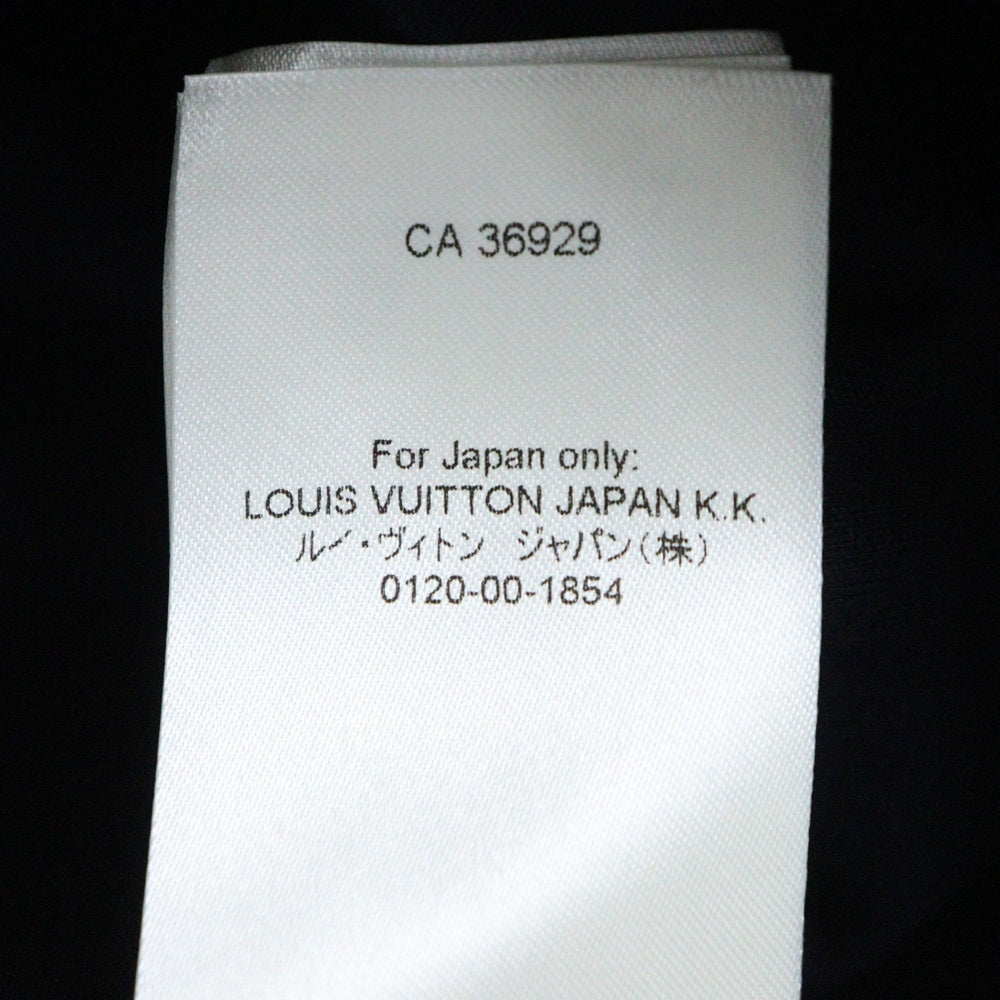 CA 36929
For Japan only:
LOUIS VUITTON JAPAN K.K.
ルイ・ヴィトン ジャパン(株)
0120-00-1854